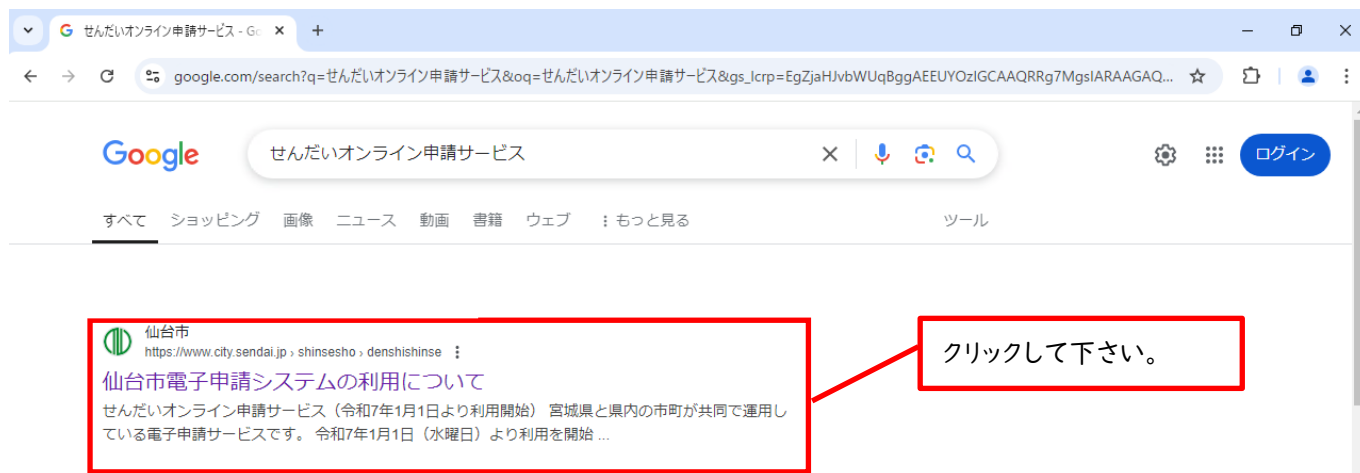 せんだいオンライン申請サービス - Go
google.com/search?q=せんだいオンライン申請サービス&oq=せんだいオンライン申請サービス&gs_lcrp=EgZjaHJvbWUqBggAEEUYOzIGCAAQRRg7MgsIARAAGAQ...
Google
せんだいオンライン申請サービス
ログイン
すべて ショッピング 画像 ニュース 動画 書籍 ウェブ もっと見る ツール
仙台市
https://www.city.sendai.jp › shinsesho › denshishinse
仙台市電子申請システムの利用について
せんだいオンライン申請サービス（令和7年1月1日より利用開始） 宮城県と県内の市町が共同で運用し
ている電子申請サービスです。 令和7年1月1日（水曜日）より利用を開始 ...
クリックして下さい。